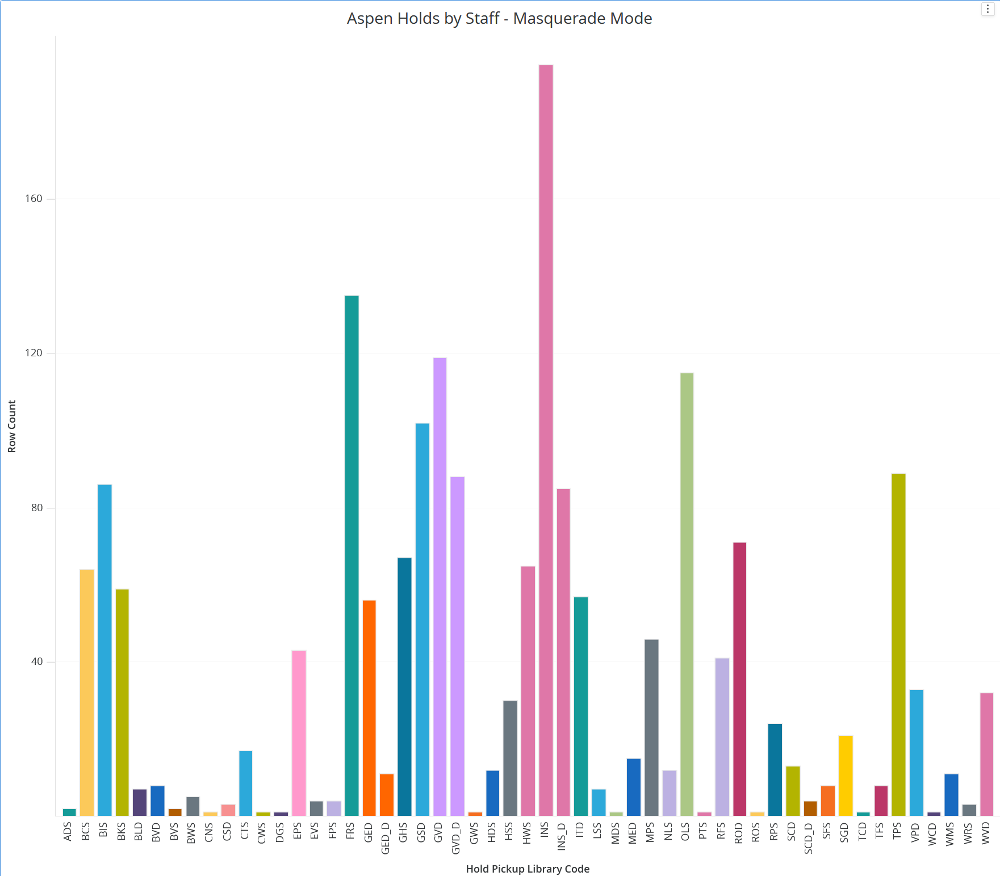 Aspen Holds by Staff - Masquerade Mode
160
120
80
40
Row Count
ADS BCS BIS BKS BLD BVD BVS BWS CNS CSD CTS CWS DGS EPS EVS FPS FRS GED GED_D GHS GSD GVD GVD_D GWS HDS HSS HWS INS INS_D ITD LSS MDS MED MPS NLS OLS PTS RFS ROD ROS RPS SCD SCD_D SFS SGD TCD TFS TPS VPD WCD WMS WRS WVD
Hold Pickup Library Code